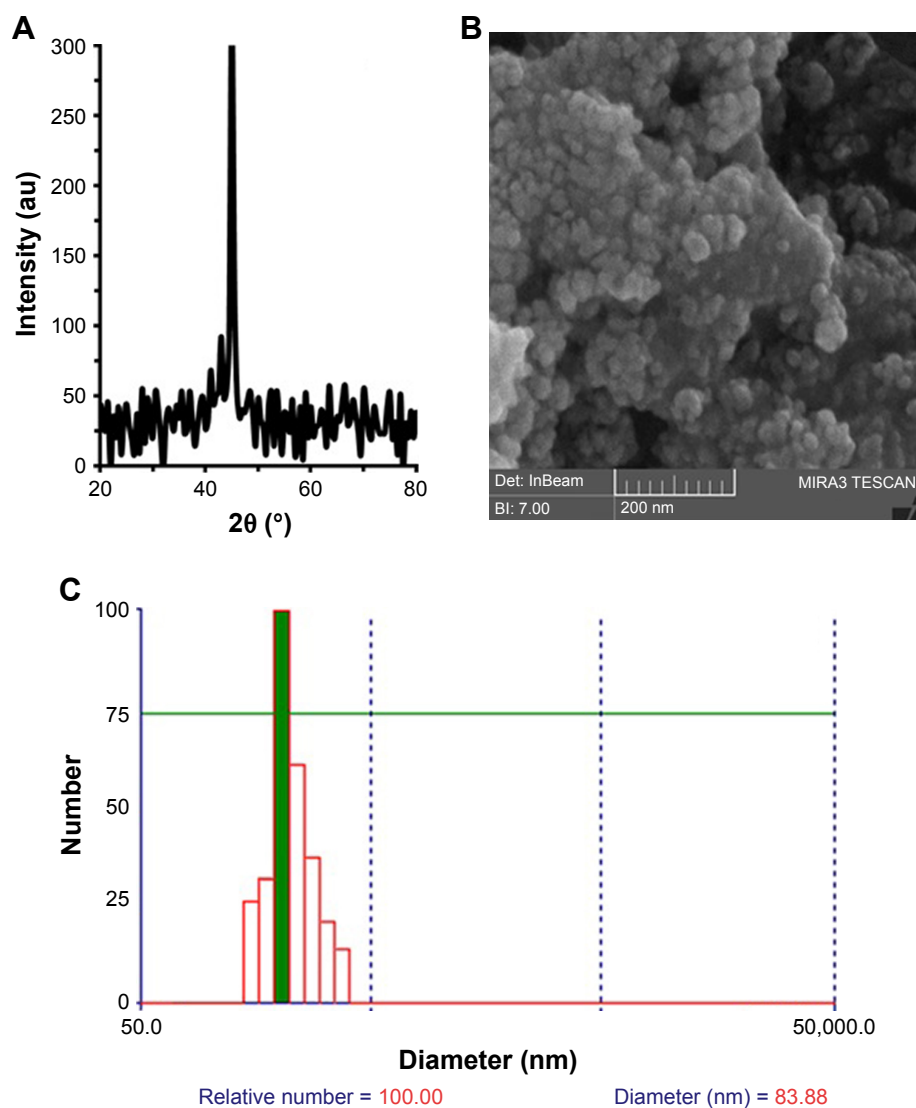 A
300
250
200
150
100
50
0
20 40 60 80
Intensity (au)
2θ (°)
B
Det: InBeam MIRA3 TESCAN
BI: 7.00 200 nm
C
100
75
50
25
0
Number
50.0 50,000.0
Diameter (nm)
Relative number = 100.00 Diameter (nm) = 83.88